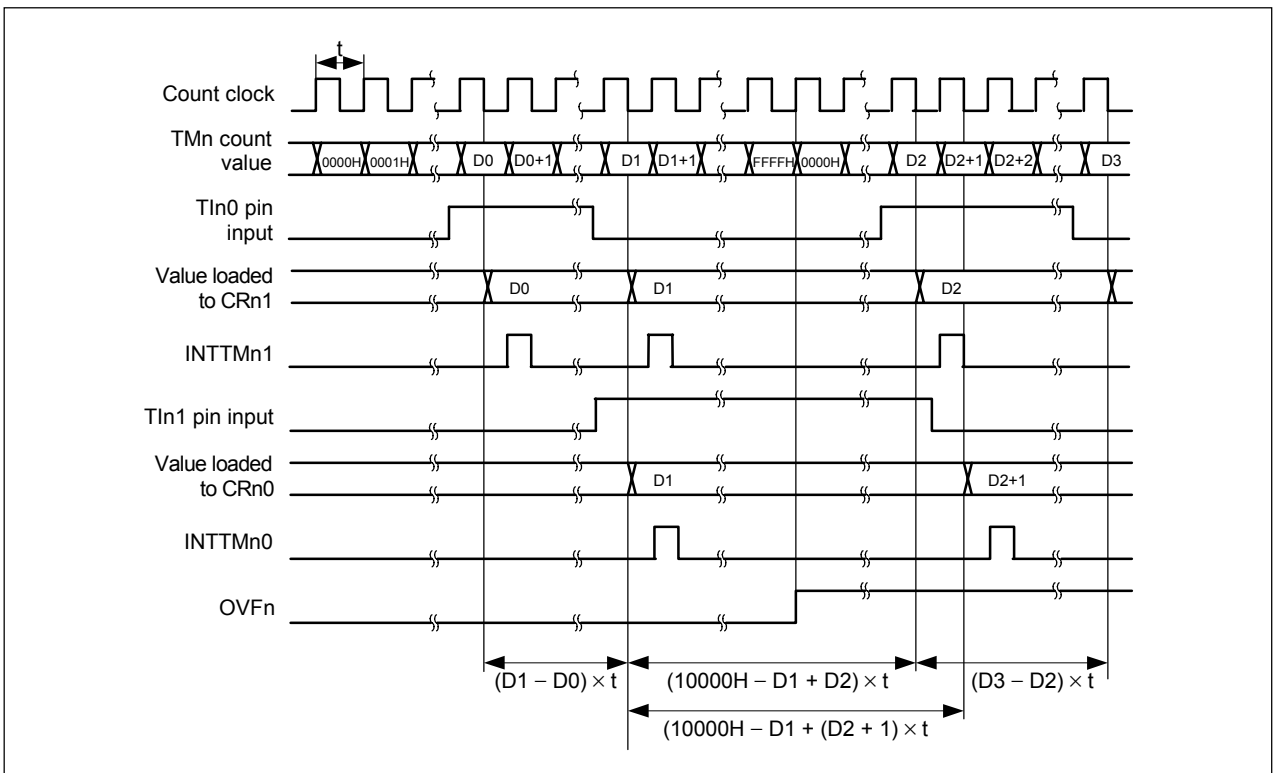 t
Count clock
TMn count
value
0000H 0001H D0 D0+1 D1 D1+1 FFFFH 0000H D2 D2+1 D2+2 D3
TIn0 pin
input
Value loaded
to CRn1
D0 D1 D2
INTTMn1
TIn1 pin input
Value loaded
to CRn0
D1 D2+1
INTTMn0
OVFn
(D1 − D0) × t (10000H − D1 + D2) × t (D3 − D2) × t
(10000H − D1 + (D2 + 1) × t